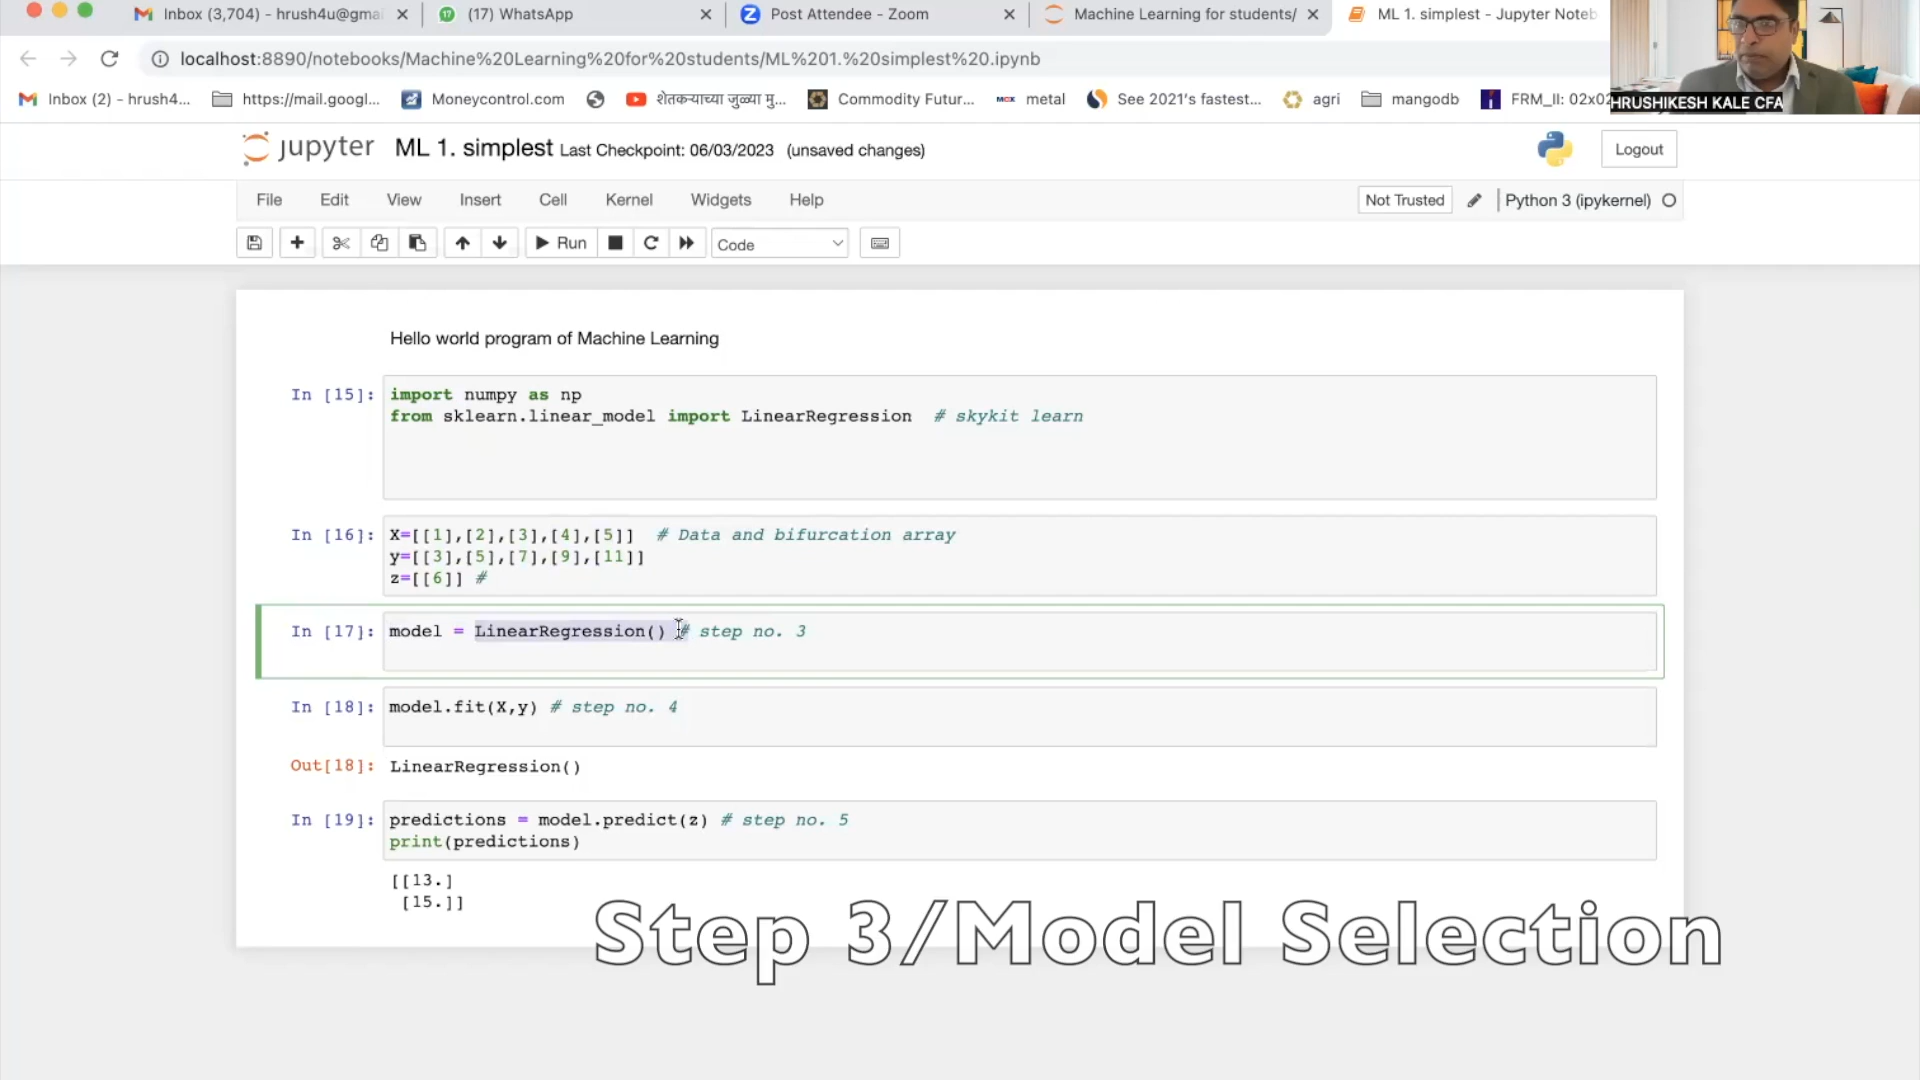 Inbox (3,704) - hrush4u@gmai
(17) WhatsApp
Post Attendee - Zoom
Machine Learning for students/
ML 1. simplest - Jupyter Noteb
localhost:8890/notebooks/Machine%20Learning%20for%20students/ML%201.%20simplest%20.ipynb
Inbox (2) - hrush4...
https://mail.googl...
Moneycontrol.com
शेतकऱ्याच्या जुळ्या मु...
Commodity Futur...
MCX metal
See 2021's fastest...
agri
mongodb
FRM_II: 02x02
HRUSHIKESH KALE CFA
jupyter ML 1. simplest Last Checkpoint: 06/03/2023 (unsaved changes)
Logout
File Edit View Insert Cell Kernel Widgets Help
Not Trusted
Python 3 (ipykernel)
Run
Code
Hello world program of Machine Learning
In [15]: import numpy as np
from sklearn.linear_model import LinearRegression # skykit learn
In [16]: X=[[1],[2],[3],[4],[5]] # Data and bifurcation array
y=[[3],[5],[7],[9],[11]]
z=[[6]] #
In [17]: model = LinearRegression() # step no. 3
In [18]: model.fit(X,y) # step no. 4
Out[18]: LinearRegression()
In [19]: predictions = model.predict(z) # step no. 5
print(predictions)
[[13.]
[15.]]
Step 3/Model Selection